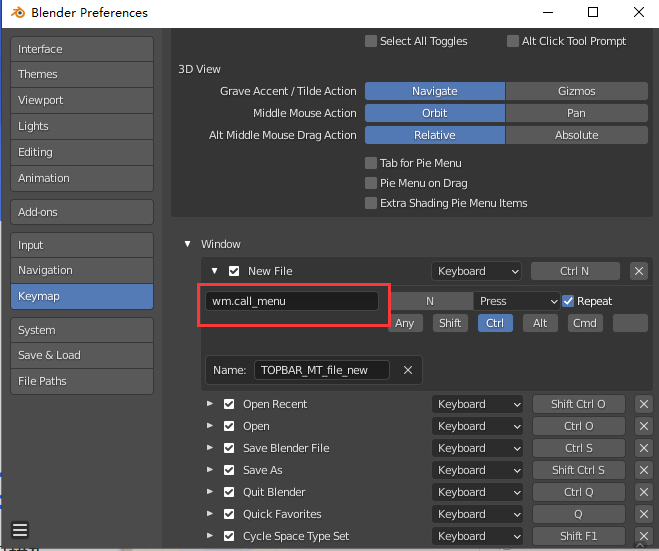 Blender Preferences
Interface
Themes
Viewport
Lights
Editing
Animation
Add-ons
Input
Navigation
Keymap
System
Save & Load
File Paths
Select All Toggles Alt Click Tool Prompt
3D View
Grave Accent / Tilde Action Navigate Gizmos
Middle Mouse Action Orbit Pan
Alt Middle Mouse Drag Action Relative Absolute
Tab for Pie Menu
Pie Menu on Drag
Extra Shading Pie Menu Items
Window
New File Keyboard Ctrl N
wm.call_menu N Press Repeat
Any Shift Ctrl Alt Cmd
Name: TOPBAR_MT_file_new
Open Recent Keyboard Shift Ctrl O
Open Keyboard Ctrl O
Save Blender File Keyboard Ctrl S
Save As Keyboard Shift Ctrl S
Quit Blender Keyboard Ctrl Q
Quick Favorites Keyboard Q
Cycle Space Type Set Keyboard Shift F1